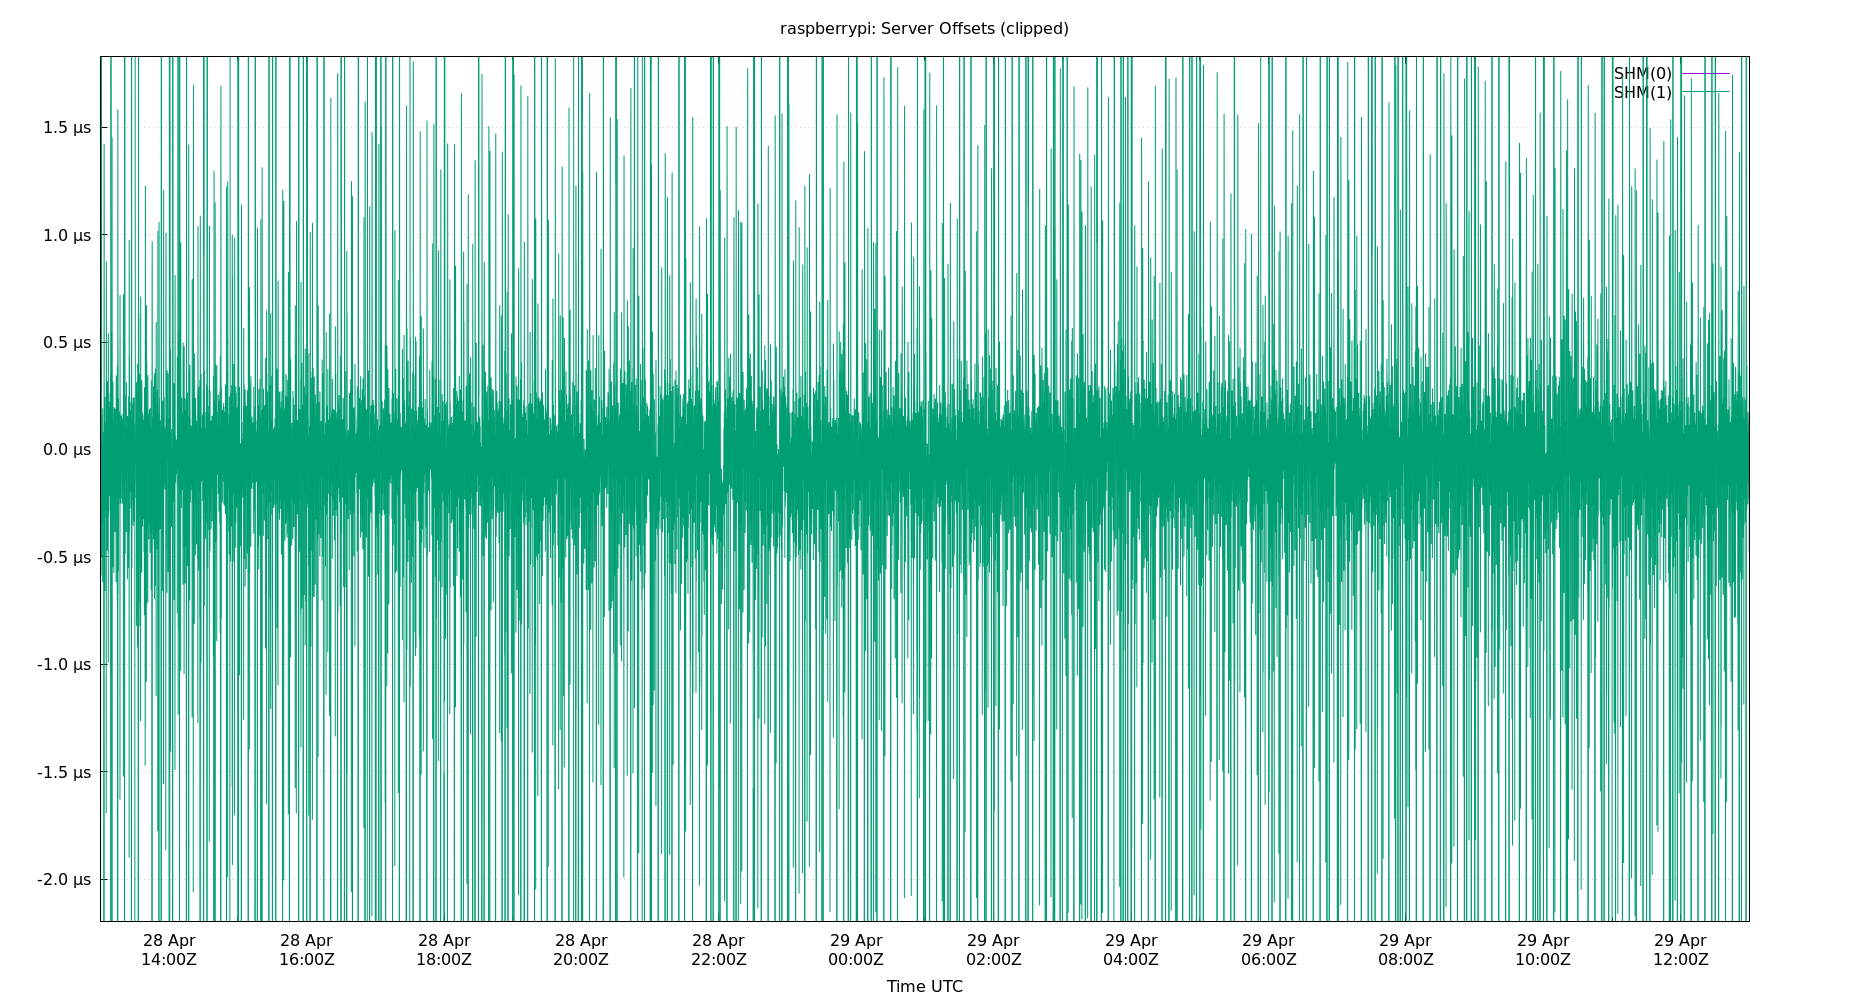 raspberrypi: Server Offsets (clipped)
SHM(0)
SHM(1)
1.5 µs
1.0 µs
0.5 µs
0.0 µs
-0.5 µs
-1.0 µs
-1.5 µs
-2.0 µs
28 Apr 28 Apr 28 Apr 28 Apr 28 Apr 29 Apr 29 Apr 29 Apr 29 Apr 29 Apr 29 Apr 29 Apr
14:00Z 16:00Z 18:00Z 20:00Z 22:00Z 00:00Z 02:00Z 04:00Z 06:00Z 08:00Z 10:00Z 12:00Z
Time UTC